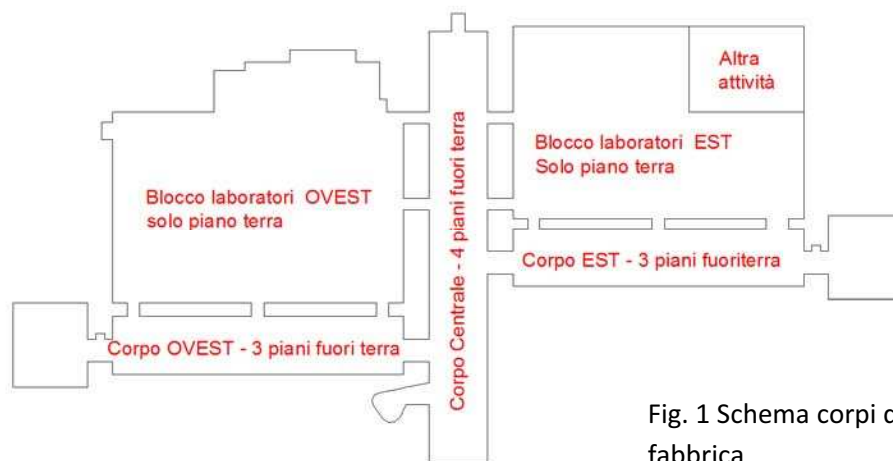 Altra
attività
Blocco laboratori EST
Solo piano terra
Blocco laboratori OVEST
solo piano terra
Corpo Centrale - 4 piani fuori terra
Corpo EST - 3 piani fuoriterra
Corpo OVEST - 3 piani fuori terra
Fig. 1 Schema corpi d
fabbrica